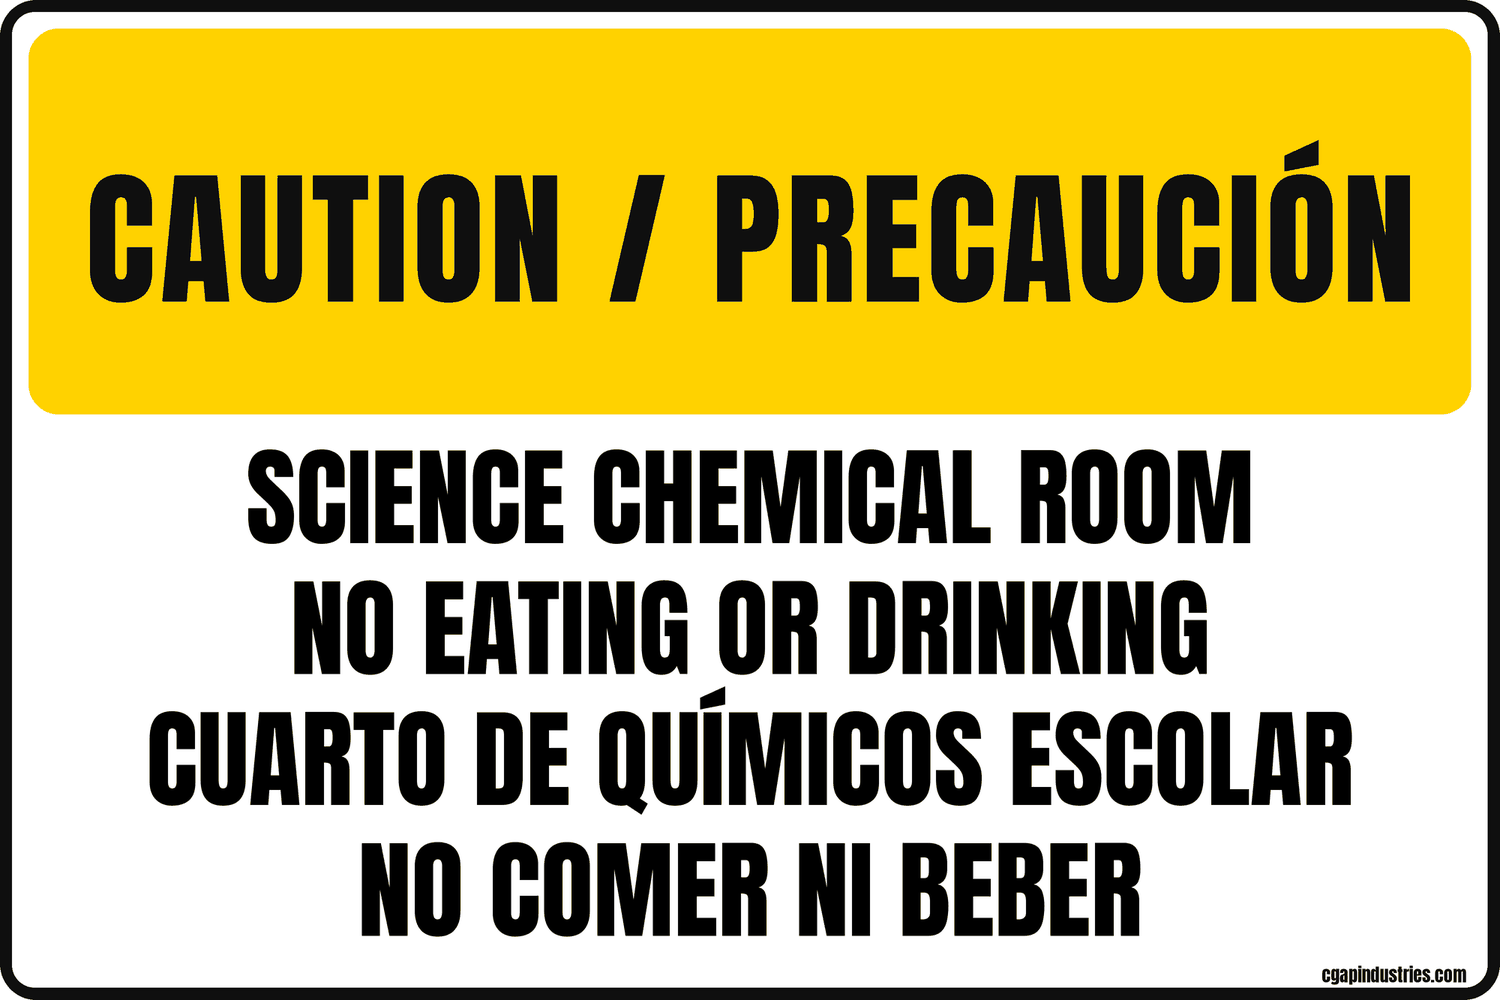 CAUTION / PRECAUCIÓN
SCIENCE CHEMICAL ROOM
NO EATING OR DRINKING
CUARTO DE QUÍMICOS ESCOLAR
NO COMER NI BEBER
cgapindustries.com